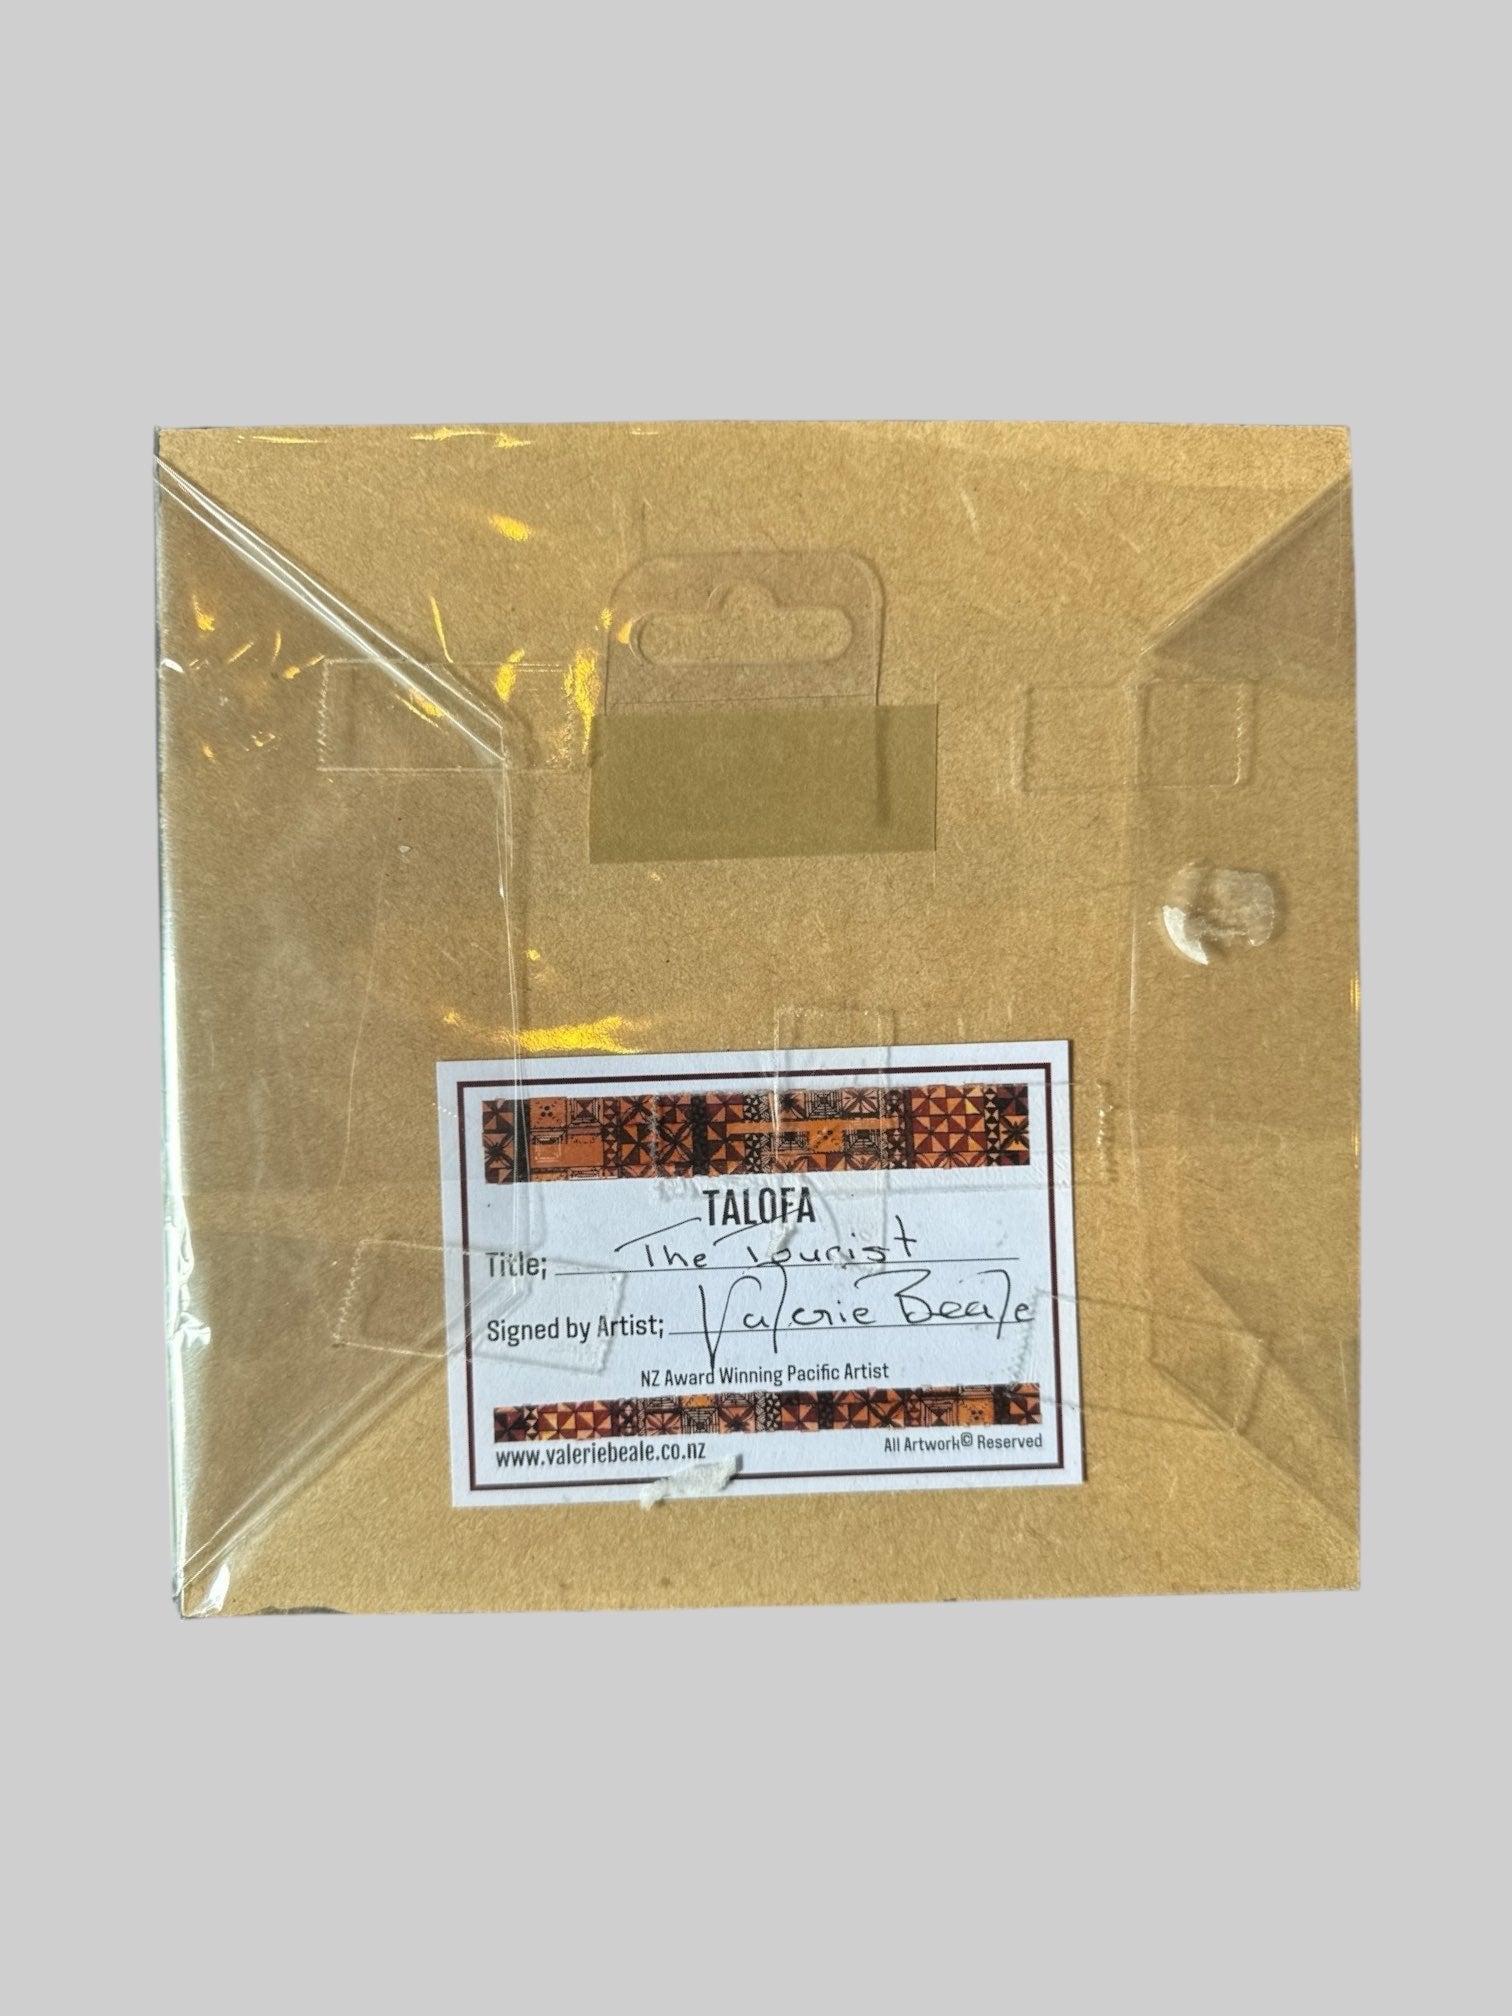 TALOFA
Title; The Tourist
Signed by Artist; Valerie Beale
NZ Award Winning Pacific Artist
www.valeriebeale.co.nz All Artwork© Reserved